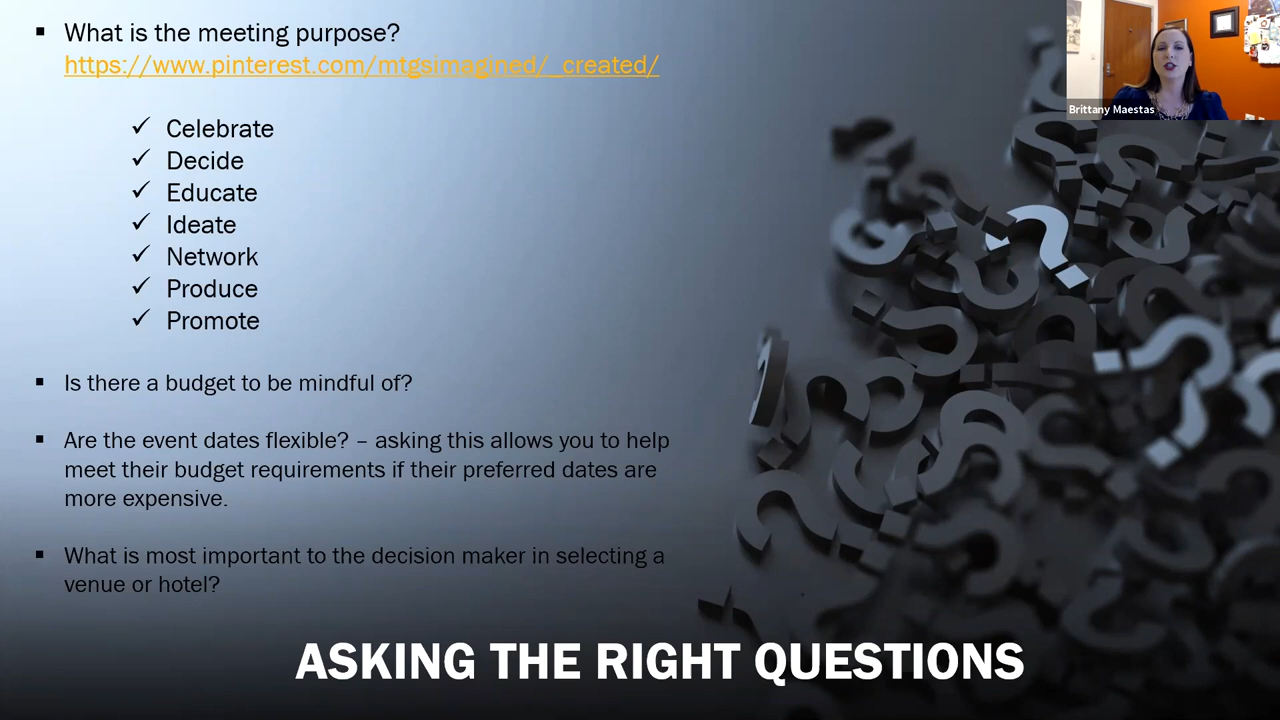 What is the meeting purpose?
https://www.pinterest.com/mtgsimagined/_created/
Celebrate
Decide
Educate
Ideate
Network
Produce
Promote
Is there a budget to be mindful of?
Are the event dates flexible? – asking this allows you to help
meet their budget requirements if their preferred dates are
more expensive.
What is most important to the decision maker in selecting a
venue or hotel?
ASKING THE RIGHT QUESTIONS
Brittany Maestas